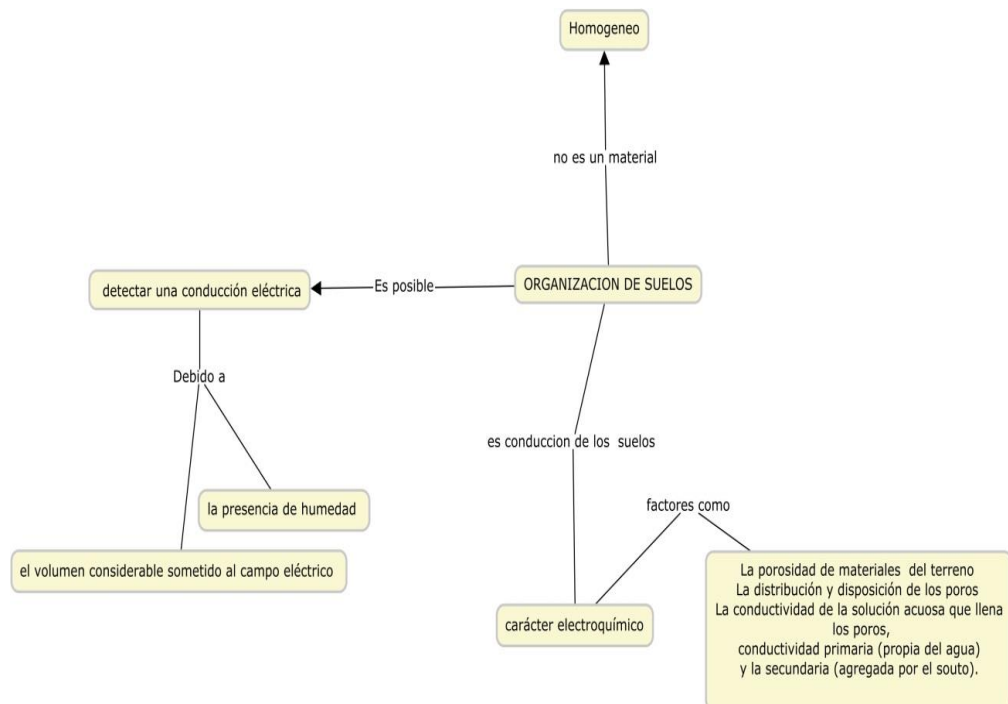 Homogeneo
no es un material
ORGANIZACION DE SUELOS
Es posible
detectar una conducción eléctrica
Debido a
la presencia de humedad
el volumen considerable sometido al campo eléctrico
es conduccion de los suelos
carácter electroquímico
factores como
La porosidad de materiales del terreno
La distribución y disposición de los poros
La conductividad de la solución acuosa que llena
los poros,
conductividad primaria (propia del agua)
y la secundaria (agregada por el souto).